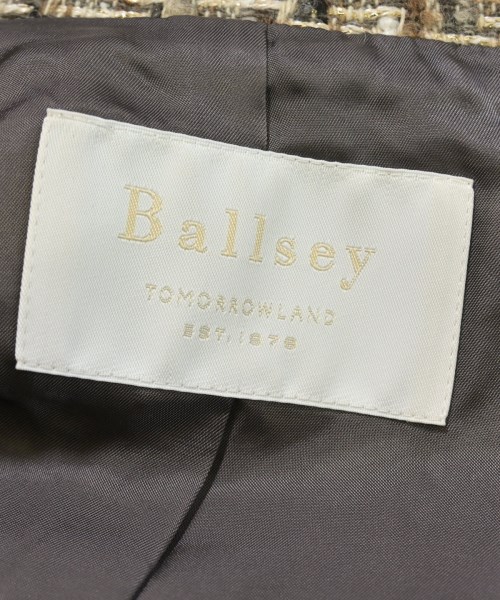 Ballsey
TOMORROWLAND
EST. 1978